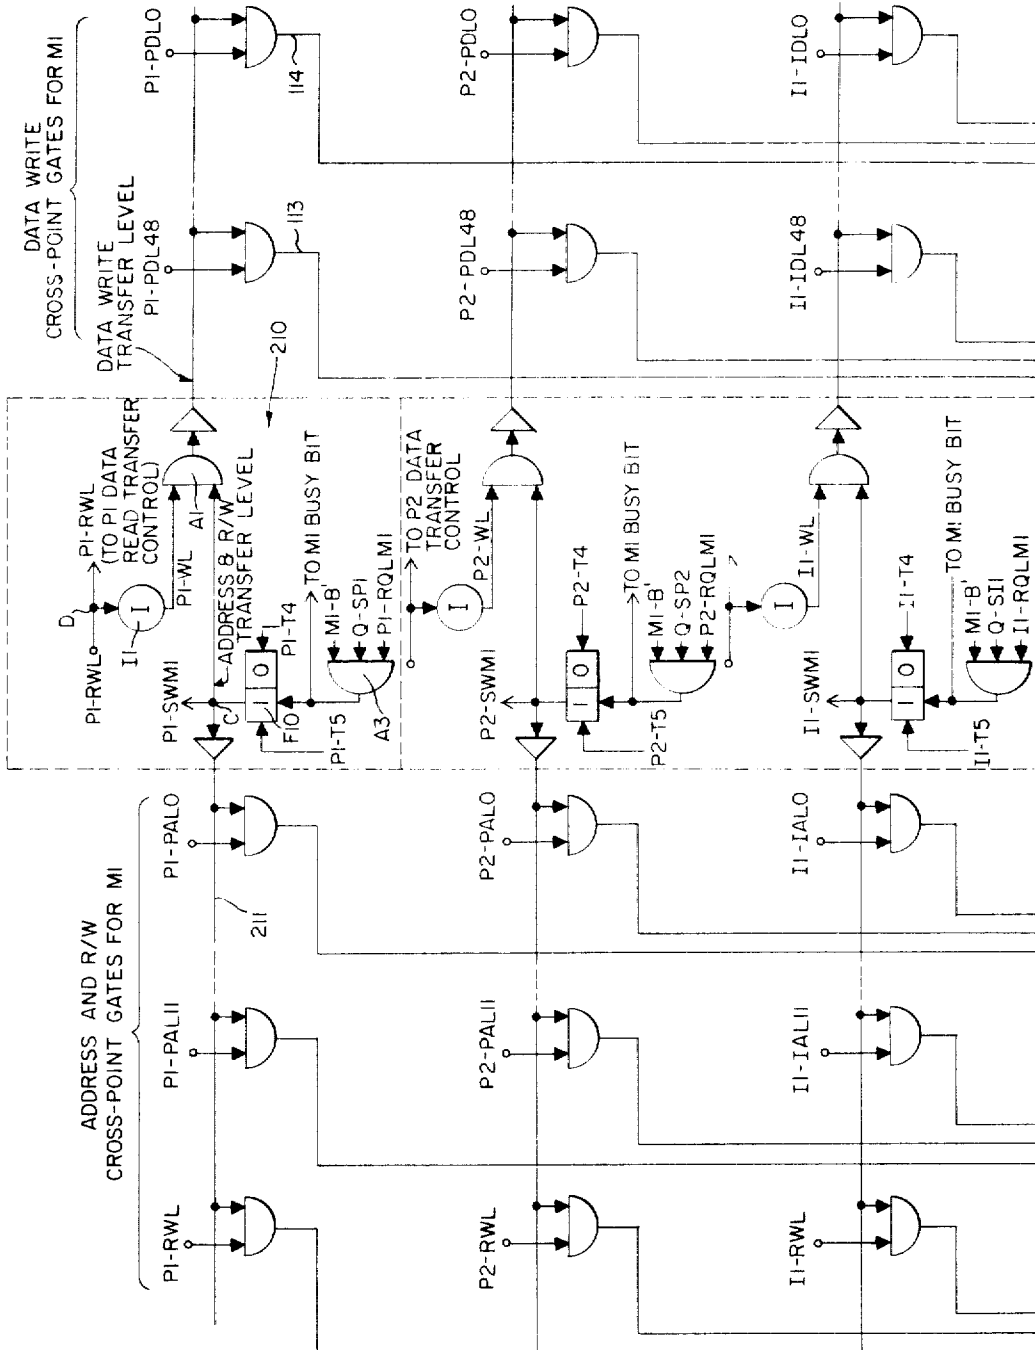 DATA WRITE
CROSS-POINT GATES FOR M1
DATA WRITE
TRANSFER LEVEL
P1-PDL48
P1-PDL0
113
114
210
P1-RWL
D
P1-RWL
(TO P1 DATA
READ TRANSFER
CONTROL)
I
I1
P1-WL
A1
ADDRESS & R/W
TRANSFER LEVEL
P1-SWM1
C
1 0
F10
P1-T4
P1-T5
TO M1 BUSY BIT
M1-B'
Q-SP1
P1-RQLM1
A3
ADDRESS AND R/W
CROSS-POINT GATES FOR M1
P1-RWL
P1-PAL11
P1-PAL0
211
P2-PDL48
P2-PDL0
TO P2 DATA
TRANSFER
CONTROL
I
P2-WL
P2-SWM1
1 0
P2-T4
P2-T5
TO M1 BUSY BIT
M1-B'
Q-SP2
P2-RQLM1
P2-RWL
P2-PAL11
P2-PAL0
I1-IDL48
I1-IDL0
I
I1-WL
I1-SWM1
1 0
I1-T4
I1-T5
TO M1 BUSY BIT
M1-B'
Q-SI1
I1-RQLM1
I1-RWL
I1-IAL11
I1-IAL0